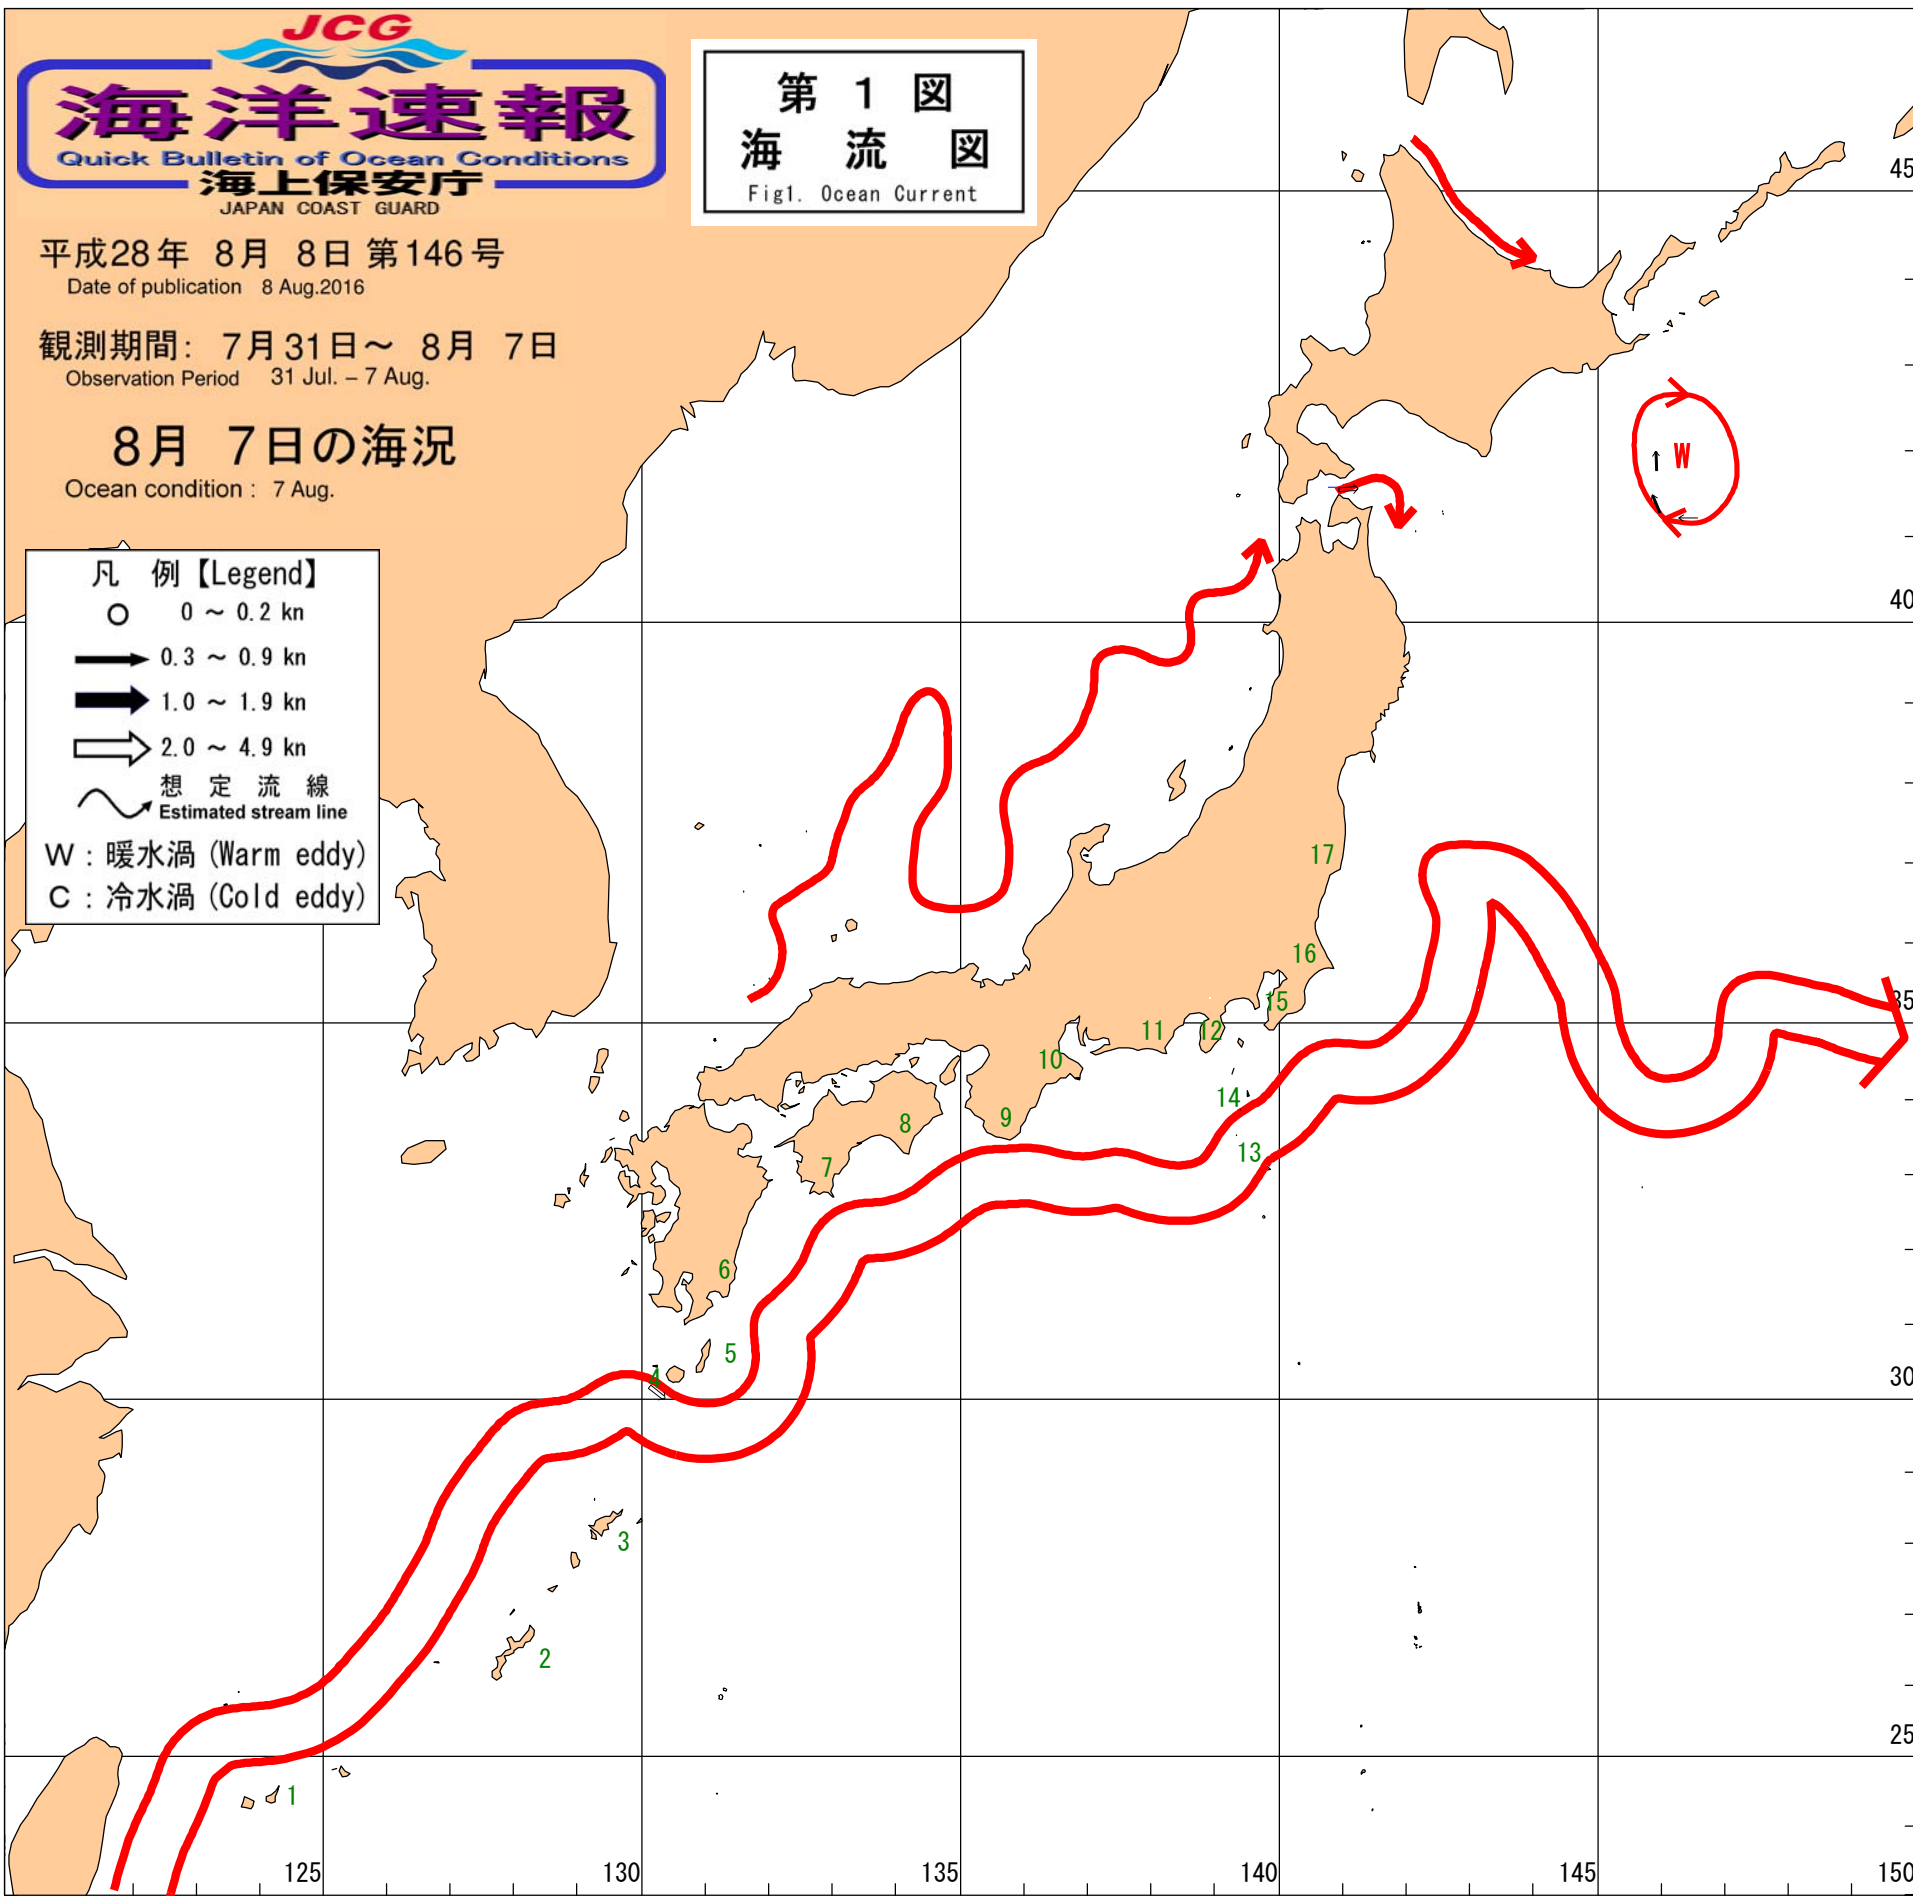 JCG
海洋速報
Quick Bulletin of Ocean Conditions
海上保安庁
JAPAN COAST GUARD
第 1 図
海 流 図
Fig1. Ocean Current
平成28年 8月 8日 第146号
Date of publication 8 Aug.2016
観測期間: 7月31日～ 8月 7日
Observation Period 31 Jul. – 7 Aug.
8月 7日の海況
Ocean condition : 7 Aug.
凡 例【Legend】
0 ～ 0.2 kn
0.3 ～ 0.9 kn
1.0 ～ 1.9 kn
2.0 ～ 4.9 kn
想 定 流 線
Estimated stream line
W : 暖水渦 (Warm eddy)
C : 冷水渦 (Cold eddy)
45
W
40
17
16
35
15
12
11
10
14
9
8
13
7
6
5
4
30
3
2
25
1
125
130
135
140
145
150